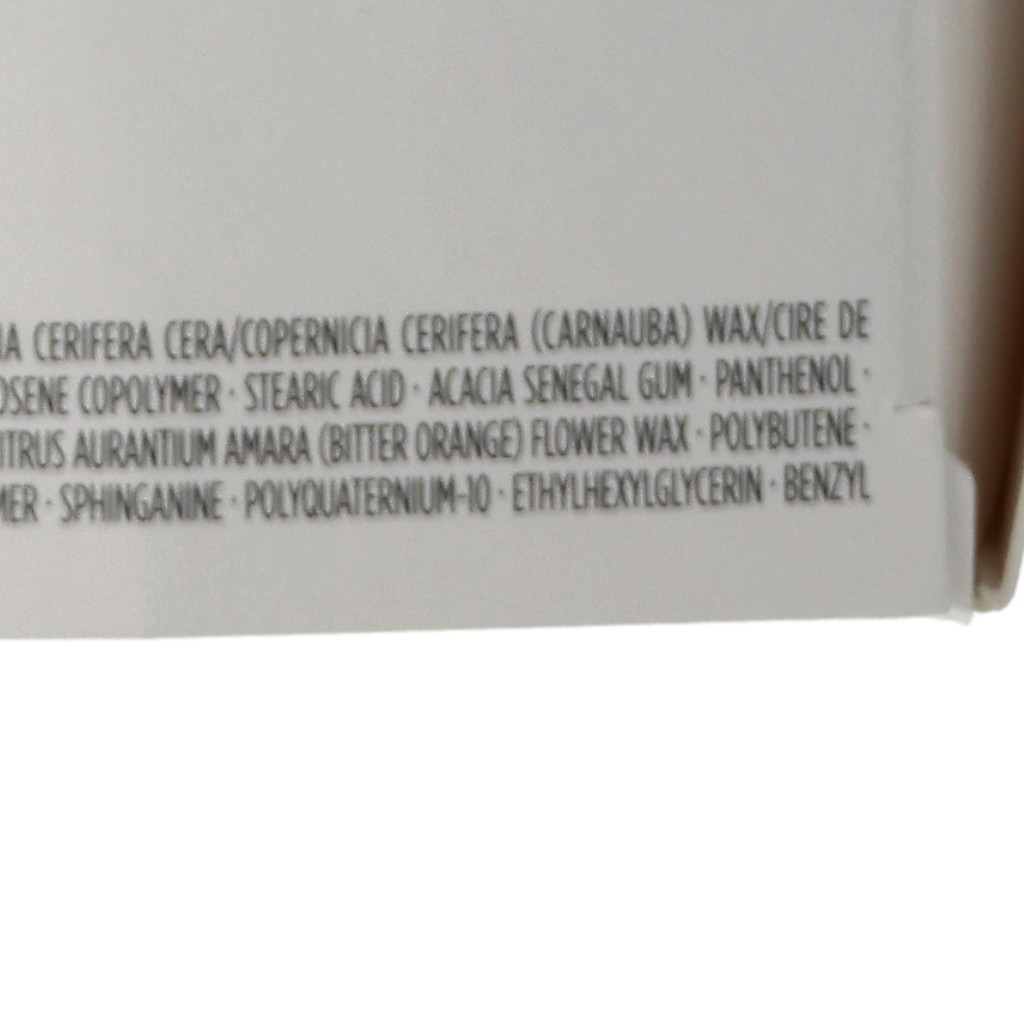 CERIFERA CERA/COPERNICIA CERIFERA (CARNAUBA) WAX/CIRE DE
COPOLYMER · STEARIC ACID · ACACIA SENEGAL GUM · PANTHENOL ·
AURANTIUM AMARA (BITTER ORANGE) FLOWER WAX · POLYBUTENE ·
· SPHINGANINE · POLYQUATERNIUM-10 · ETHYLHEXYLGLYCERIN · BENZYL